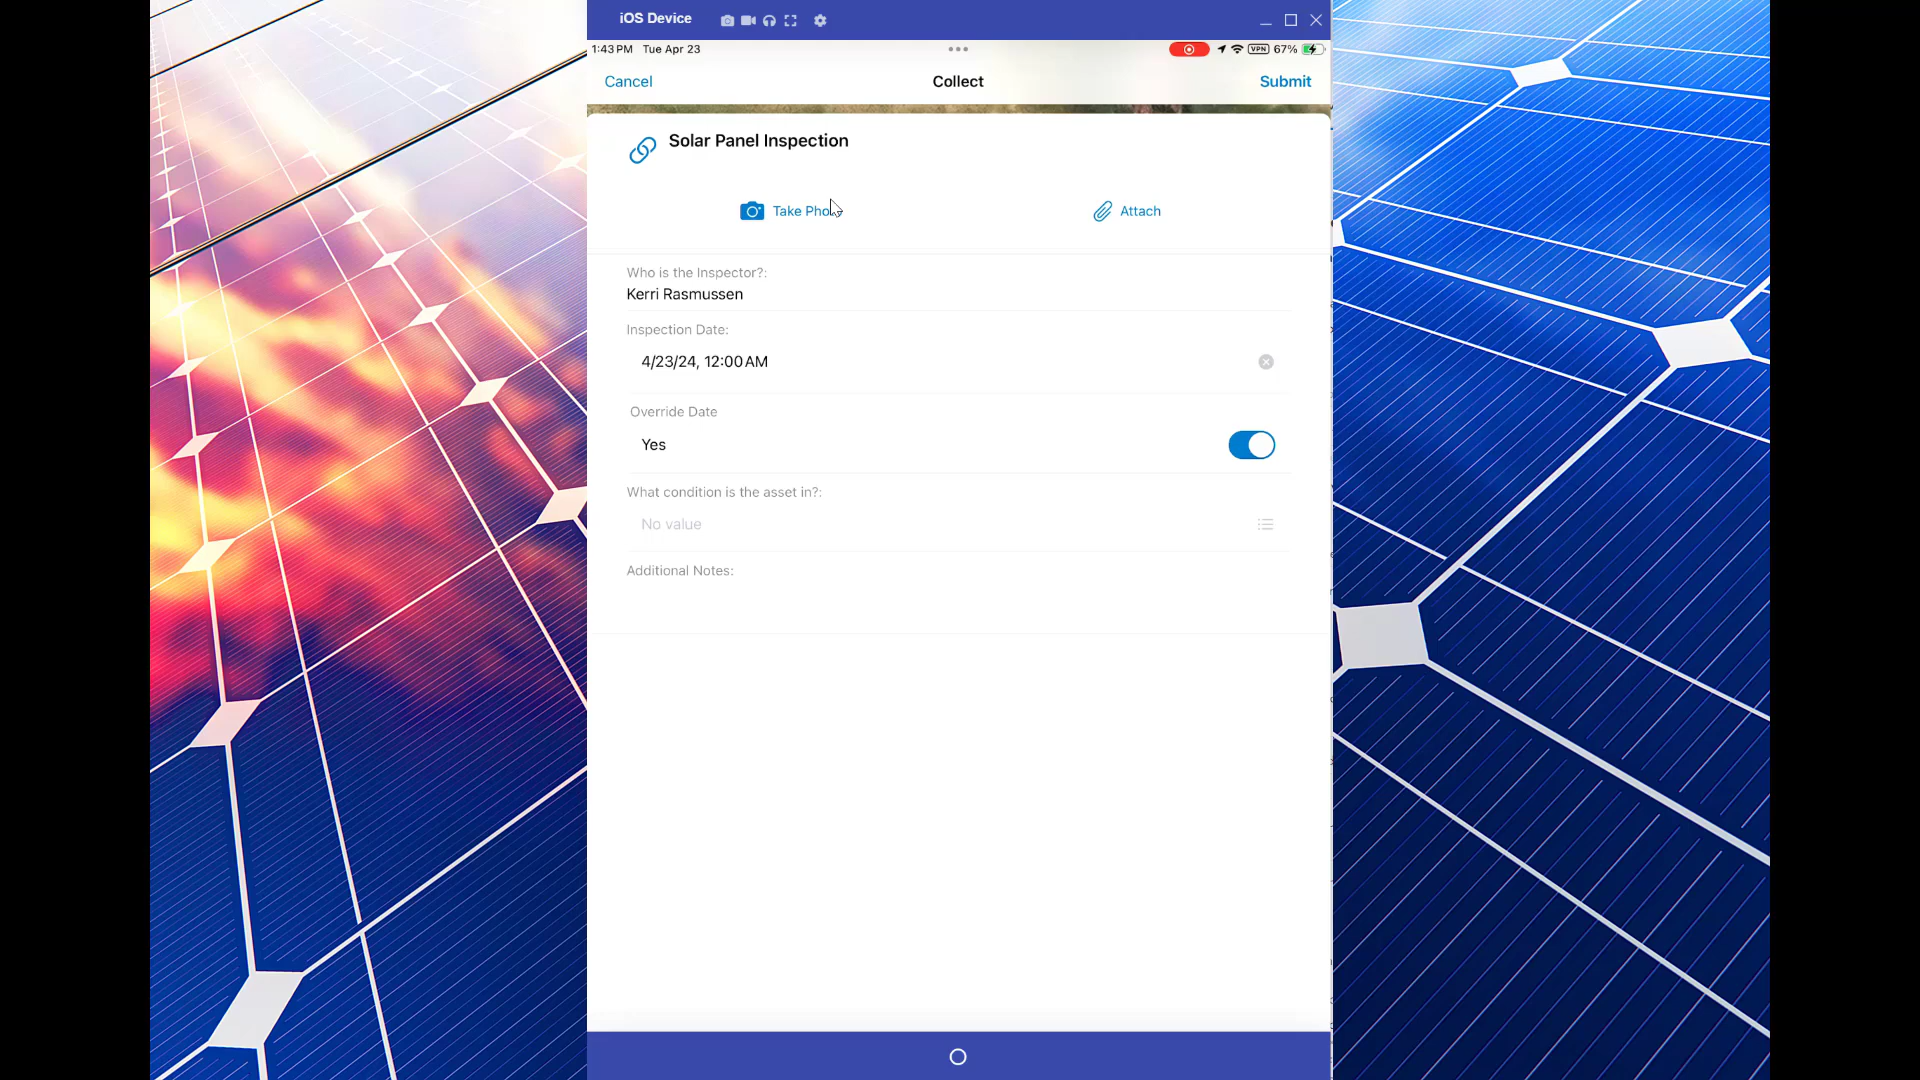 iOS Device
1:43 PM Tue Apr 23
VPN 67%
Cancel Collect Submit
Solar Panel Inspection
Take Pho
Attach
Who is the Inspector?:
Kerri Rasmussen
Inspection Date:
4/23/24, 12:00 AM
Override Date
Yes
What condition is the asset in?:
No value
Additional Notes: